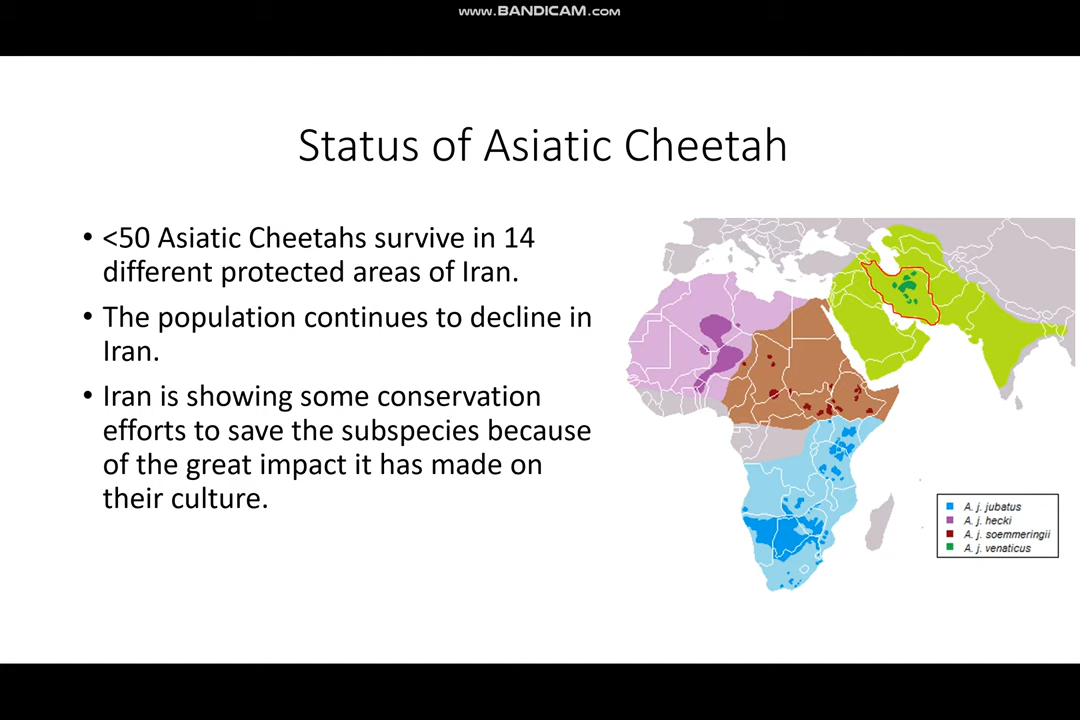 www.BANDICAM.com
Status of Asiatic Cheetah
• <50 Asiatic Cheetahs survive in 14
different protected areas of Iran.
• The population continues to decline in
Iran.
• Iran is showing some conservation
efforts to save the subspecies because
of the great impact it has made on
their culture.
A. j. jubatus
A. j. hecki
A. j. soemmeringii
A. j. venaticus